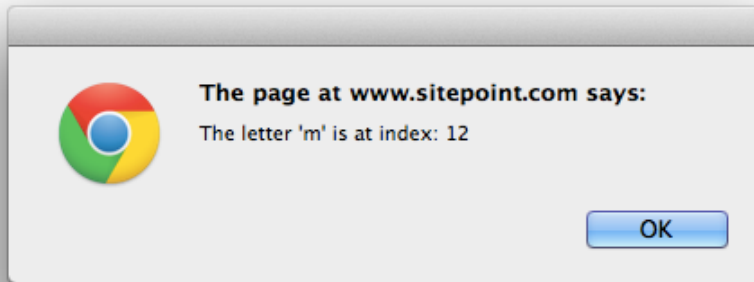 The page at www.sitepoint.com says:
The letter 'm' is at index: 12
OK